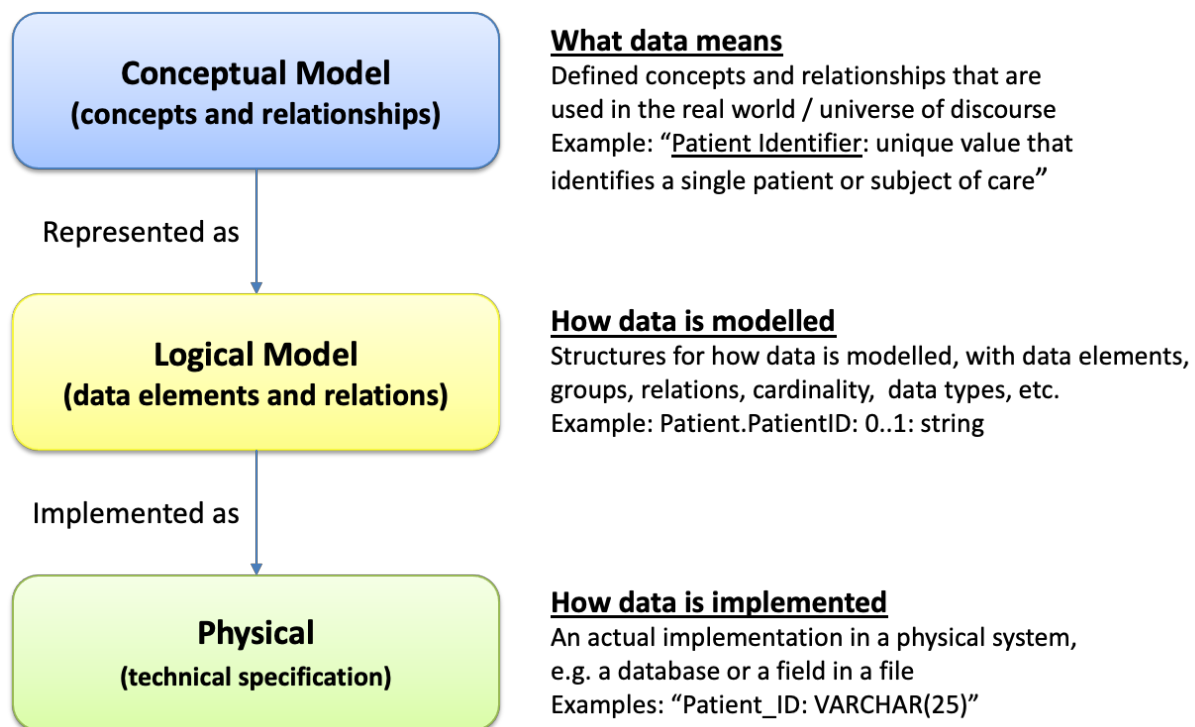 Conceptual Model
(concepts and relationships)
What data means
Defined concepts and relationships that are
used in the real world / universe of discourse
Example: “Patient Identifier: unique value that
identifies a single patient or subject of care”
Represented as
Logical Model
(data elements and relations)
How data is modelled
Structures for how data is modelled, with data elements,
groups, relations, cardinality, data types, etc.
Example: Patient.PatientID: 0..1: string
Implemented as
Physical
(technical specification)
How data is implemented
An actual implementation in a physical system,
e.g. a database or a field in a file
Examples: “Patient_ID: VARCHAR(25)”